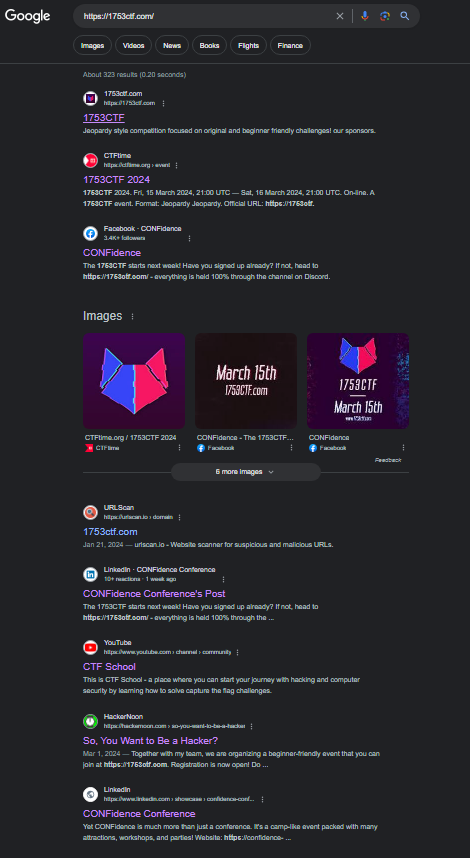 Google
https://1753ctf.com/
Images
Videos
News
Books
Flights
Finance
About 323 results (0.20 seconds)
1753ctf.com
https://1753ctf.com
1753CTF
Jeopardy style competition focused on original and beginner friendly challenges! our sponsors.
CTFtime
https://ctftime.org › event
1753CTF 2024
1753CTF 2024. Fri, 15 March 2024, 21:00 UTC — Sat, 16 March 2024, 21:00 UTC. On-line. A
1753CTF event. Format: Jeopardy Jeopardy. Official URL: https://1753ctf.
Facebook · CONFidence
3.4K+ followers
CONFidence
The 1753CTF starts next week! Have you signed up already? If not, head to
https://1753ctf.com/ - everything is held 100% through the channel on Discord.
Images
March 15th
1753CTF.com
1753CTF
March 15th
1753ctf.com
CTFtime.org / 1753CTF 2024
CTFtime
CONFidence - The 1753CTF...
Facebook
CONFidence
Facebook
Feedback
6 more images
URLScan
https://urlscan.io › domain
1753ctf.com
Jan 21, 2024 — urlscan.io - Website scanner for suspicious and malicious URLs.
LinkedIn · CONFidence Conference
10+ reactions · 1 week ago
CONFidence Conference's Post
The 1753CTF starts next week! Have you signed up already? If not, head to
https://1753ctf.com/ - everything is held 100% through the ...
YouTube
https://www.youtube.com › channel › community
CTF School
This is CTF School - a place where you can start your journey with hacking and computer
security by learning how to solve capture the flag challenges.
HackerNoon
https://hackernoon.com › so-you-want-to-be-a-hacker
So, You Want to Be a Hacker?
Mar 1, 2024 — Together with my team, we are organizing a beginner-friendly event that you can
join at https://1753ctf.com. Registration is now open! Do ...
LinkedIn
https://www.linkedin.com › showcase › confidence-conf...
CONFidence Conference
Yet CONFidence is much more than just a conference. It's a camp-like event packed with many
attractions, workshops, and parties! Website: https://confidence- ...